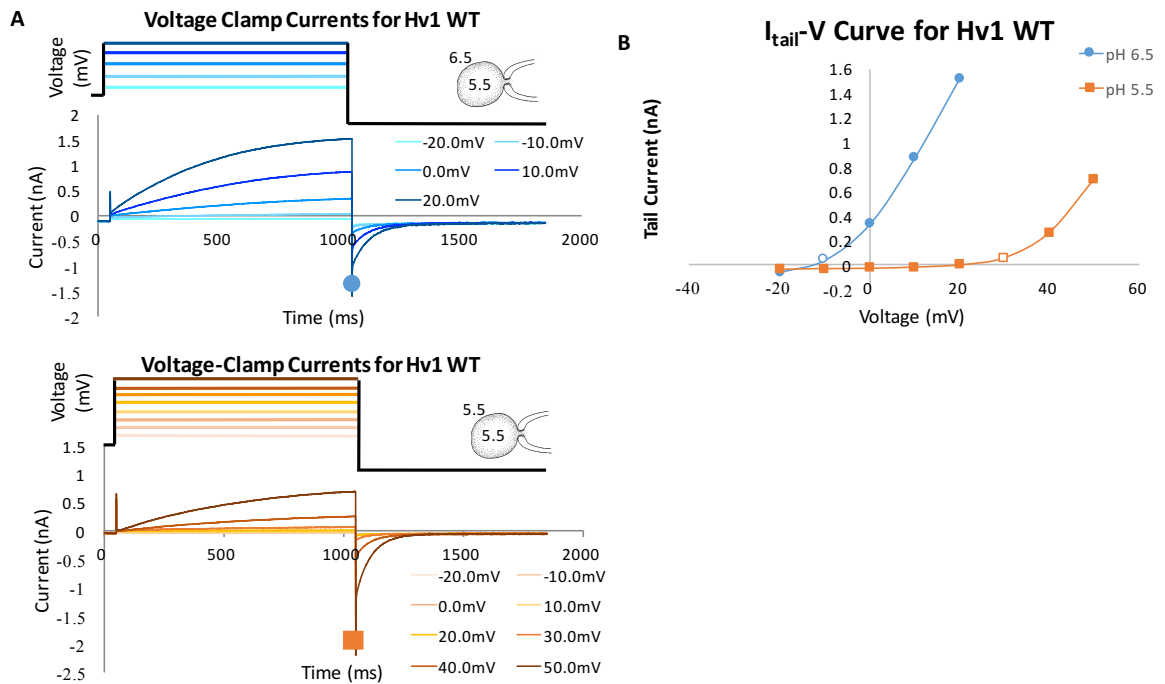 A
Voltage Clamp Currents for Hv1 WT
Voltage
(mV)
6.5
5.5
2
1.5
1
0.5
0
-0.5
-1
-1.5
-2
Current (nA)
0
500
1000
1500
2000
-20.0mV
-10.0mV
0.0mV
10.0mV
20.0mV
Time (ms)
Voltage-Clamp Currents for Hv1 WT
Voltage
(mV)
5.5
5.5
1.5
1
0.5
0
-0.5
-1
-1.5
-2
-2.5
Current (nA)
0
500
1000
1500
2000
-20.0mV
-10.0mV
0.0mV
10.0mV
20.0mV
30.0mV
40.0mV
50.0mV
Time (ms)
B
Itail-V Curve for Hv1 WT
pH 6.5
pH 5.5
Tail Current (nA)
1.6
1.4
1.2
1
0.8
0.6
0.4
0.2
0
-0.2
-40
-20
0
20
40
60
Voltage (mV)